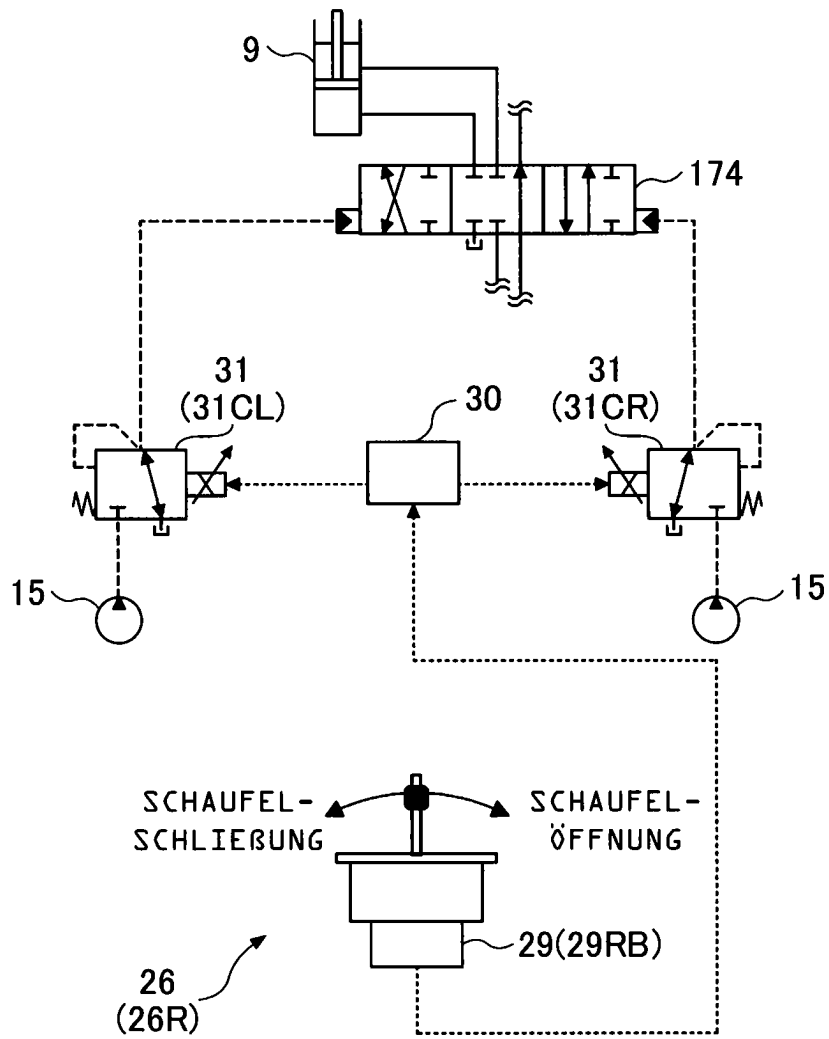 9
174
31
(31CL)
30
31
(31CR)
15
15
SCHAUFEL-
SCHLIEßUNG
SCHAUFEL-
ÖFFNUNG
29(29RB)
26
(26R)